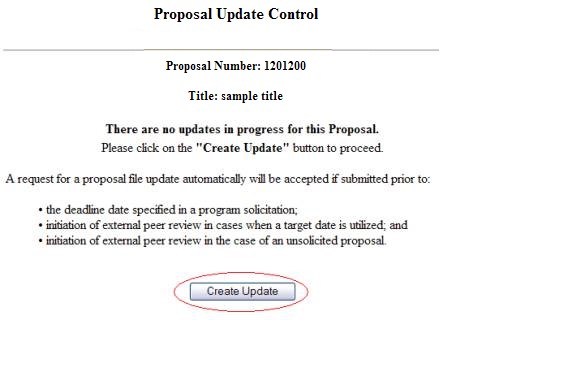 Proposal Update Control
Proposal Number: 1201200
Title: sample title
There are no updates in progress for this Proposal.
Please click on the "Create Update" button to proceed.
A request for a proposal file update automatically will be accepted if submitted prior to:
• the deadline date specified in a program solicitation;
• initiation of external peer review in cases when a target date is utilized; and
• initiation of external peer review in the case of an unsolicited proposal.
Create Update